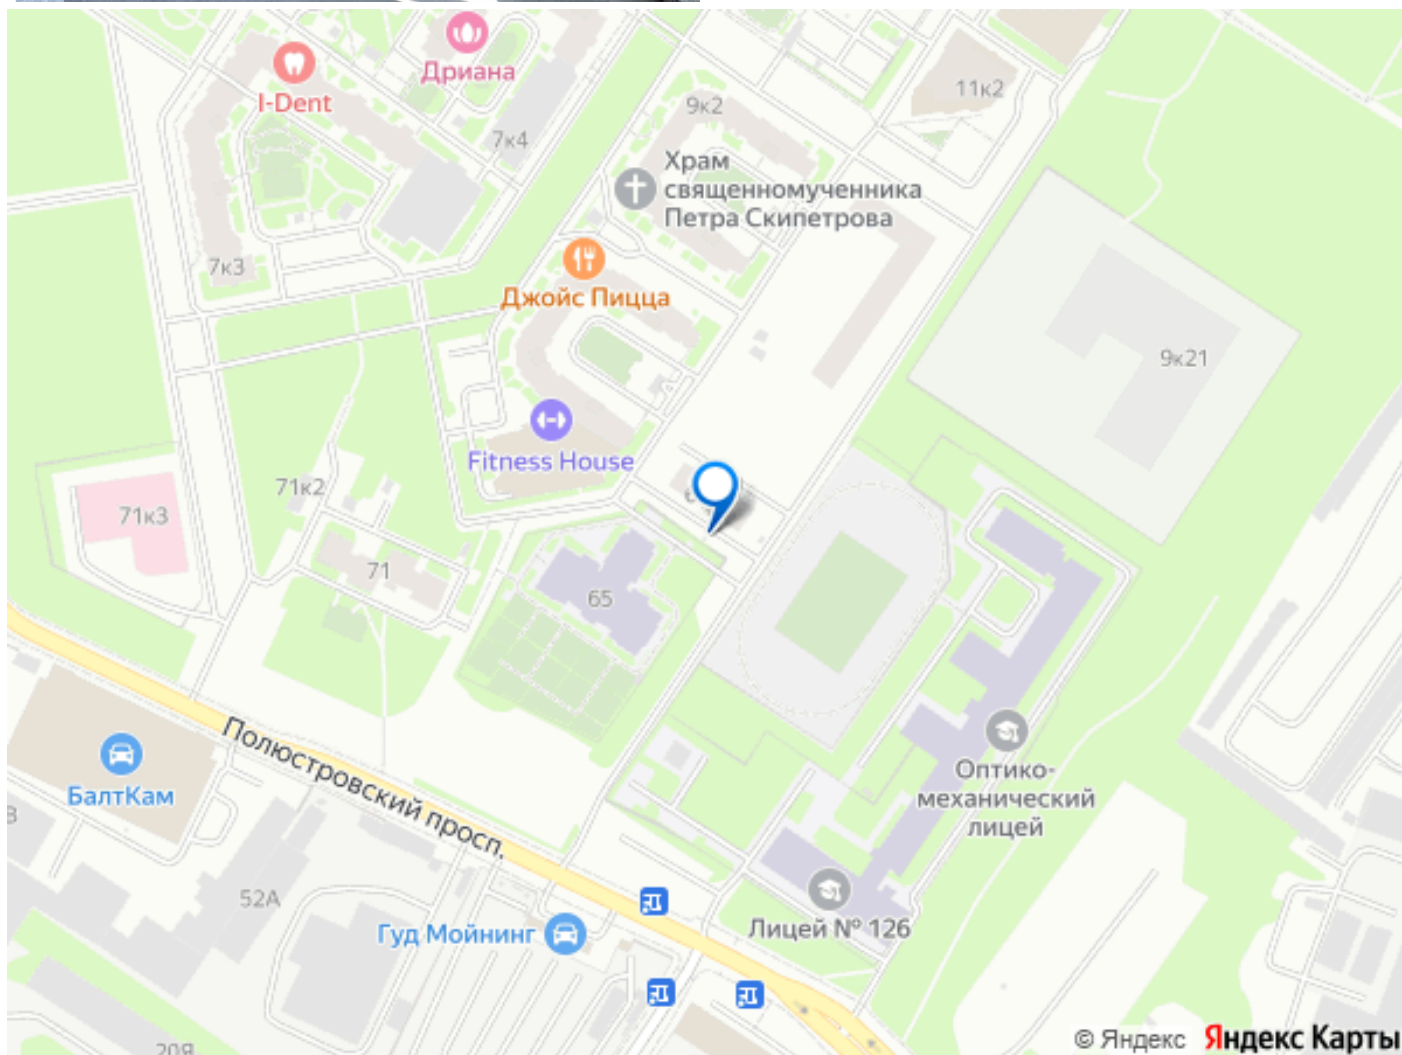 Дриана
I-Dent
11к2
9к2
7к4
Храм
священномученника
Петра Скипетрова
7к3
Джойс Пицца
9к21
Fitness House
71к2
71к3
71
65
Полюстровский просп.
Оптико-
механический
лицей
БалтКам
В
52А
Лицей № 126
Гуд Мойнинг
© Яндекс Яндекс Карты